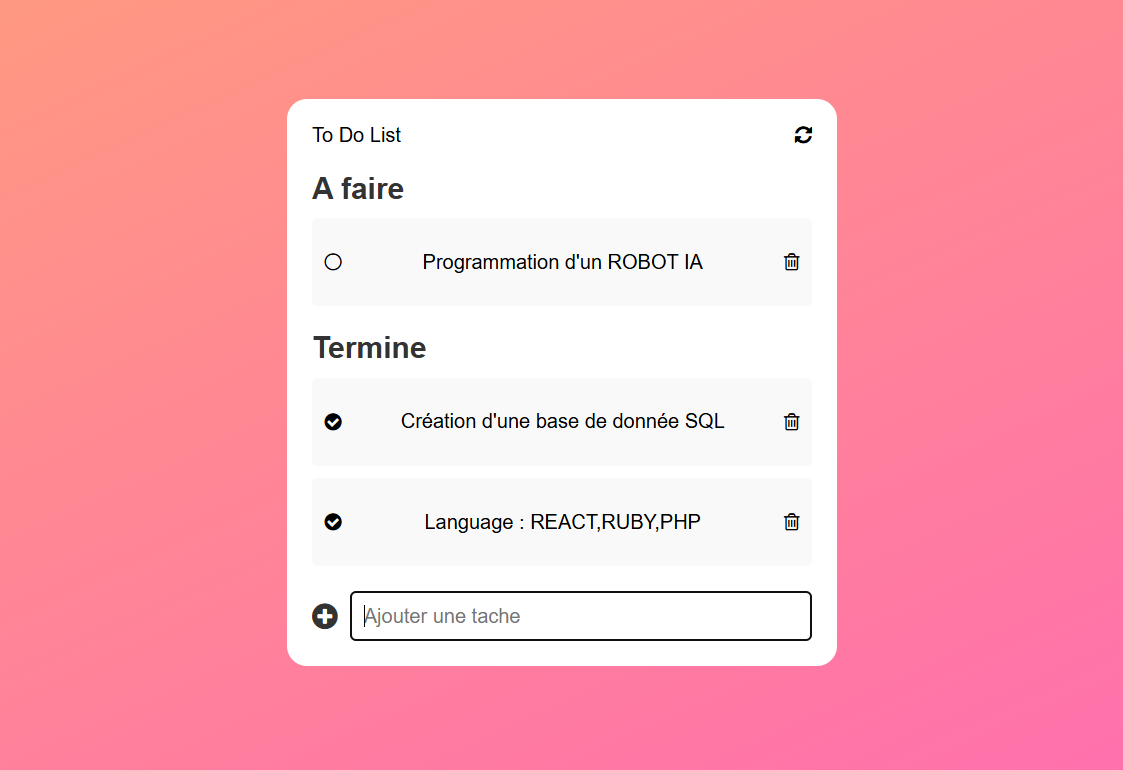 To Do List
A faire
Programmation d'un ROBOT IA
Termine
Création d'une base de donnée SQL
Language : REACT,RUBY,PHP
Ajouter une tache